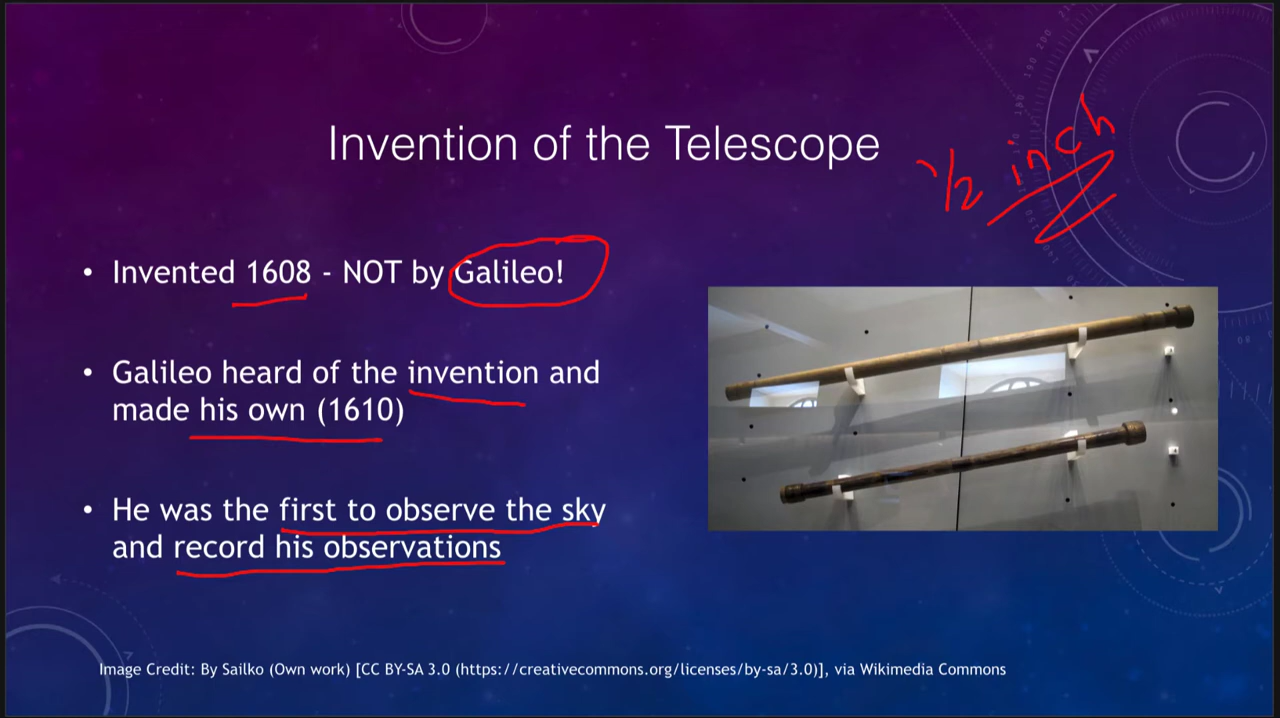 Invention of the Telescope
1/2 inch
• Invented 1608 - NOT by Galileo!
• Galileo heard of the invention and
made his own (1610)
• He was the first to observe the sky
and record his observations
Image Credit: By Sailko (Own work) [CC BY-SA 3.0 (https://creativecommons.org/licenses/by-sa/3.0)], via Wikimedia Commons